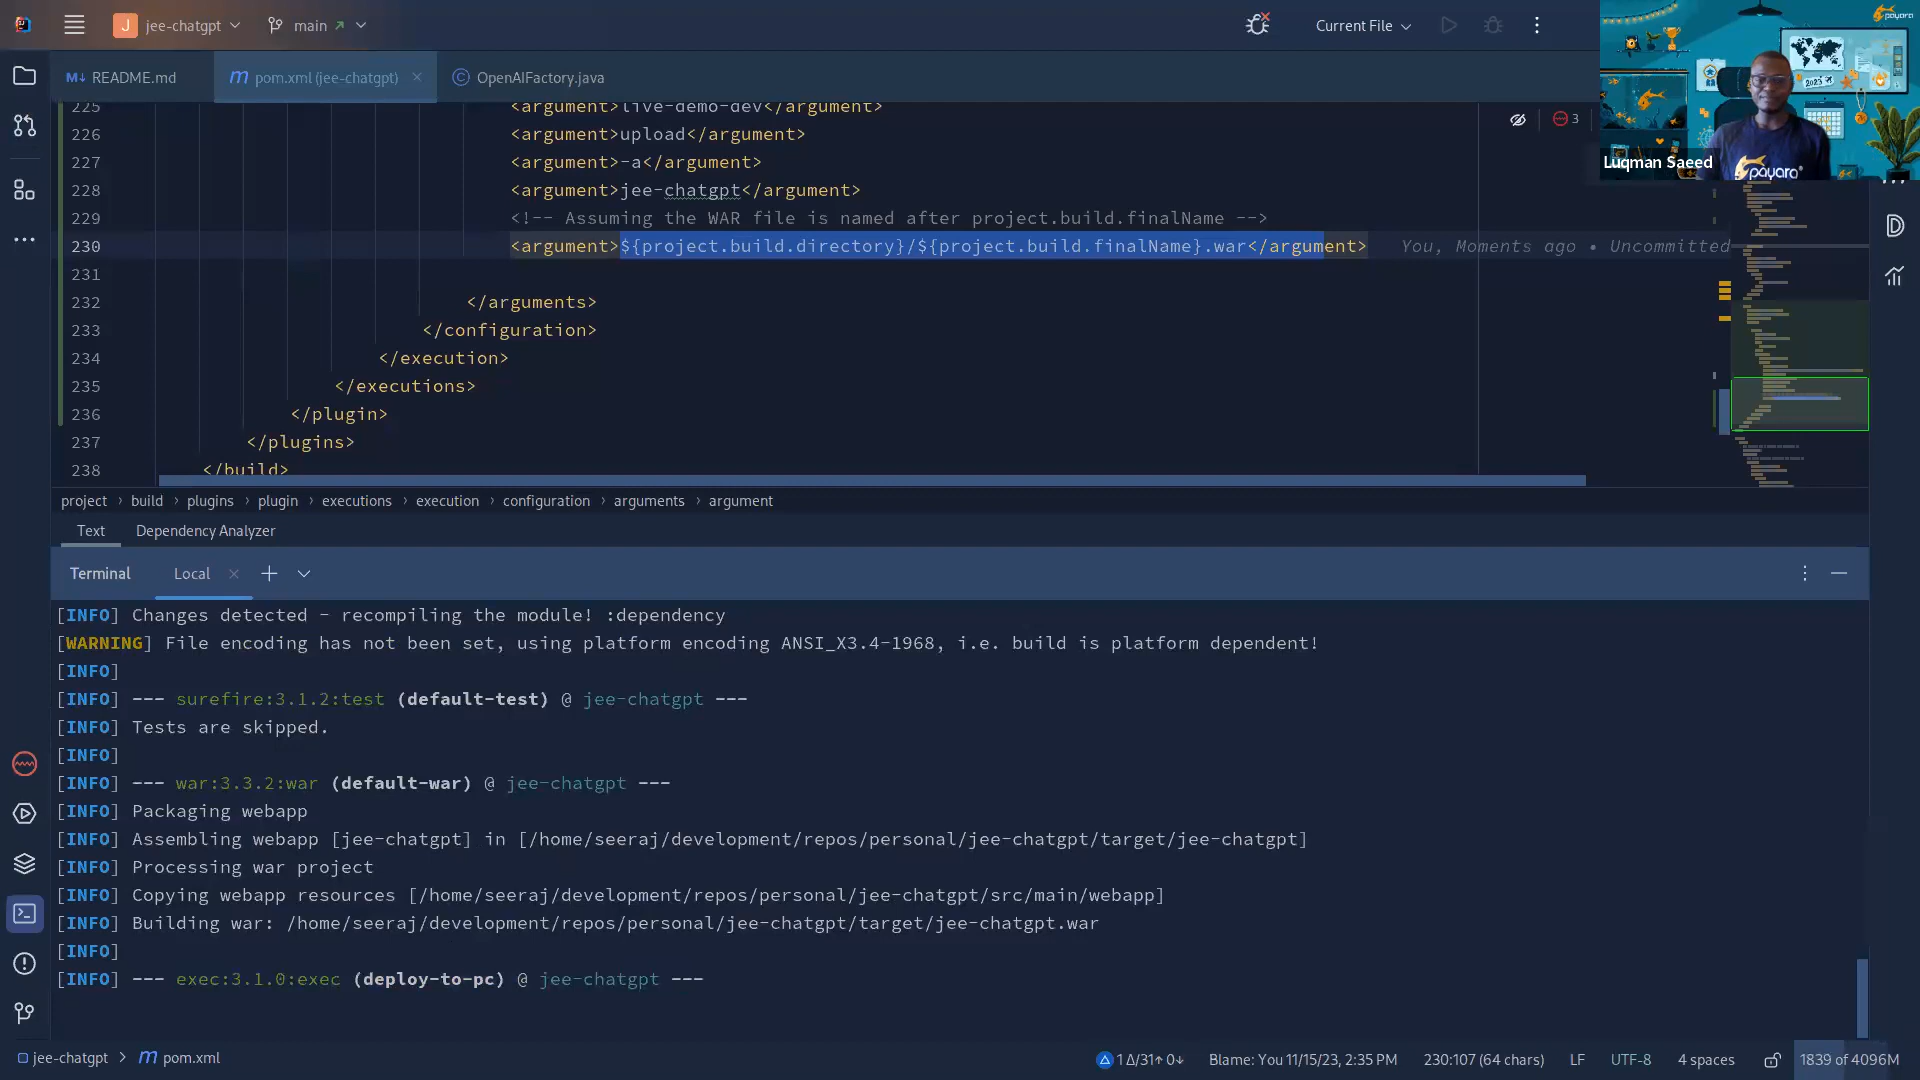 jee-chatgpt
main
Current File
payara
2023
README.md
pom.xml (jee-chatgpt)
OpenAIFactory.java
3
Luqman Saeed
payara
225 <argument>live-demo-dev</argument>
226 <argument>upload</argument>
227 <argument>-a</argument>
228 <argument>jee-chatgpt</argument>
229 <!-- Assuming the WAR file is named after project.build.finalName -->
230 <argument>${project.build.directory}/${project.build.finalName}.war</argument> You, Moments ago • Uncommitted
231
232 </arguments>
233 </configuration>
234 </execution>
235 </executions>
236 </plugin>
237 </plugins>
238 </build>
project › build › plugins › plugin › executions › execution › configuration › arguments › argument
Text Dependency Analyzer
Terminal Local
[INFO] Changes detected - recompiling the module! :dependency
[WARNING] File encoding has not been set, using platform encoding ANSI_X3.4-1968, i.e. build is platform dependent!
[INFO]
[INFO] --- surefire:3.1.2:test (default-test) @ jee-chatgpt ---
[INFO] Tests are skipped.
[INFO]
[INFO] --- war:3.3.2:war (default-war) @ jee-chatgpt ---
[INFO] Packaging webapp
[INFO] Assembling webapp [jee-chatgpt] in [/home/seeraj/development/repos/personal/jee-chatgpt/target/jee-chatgpt]
[INFO] Processing war project
[INFO] Copying webapp resources [/home/seeraj/development/repos/personal/jee-chatgpt/src/main/webapp]
[INFO] Building war: /home/seeraj/development/repos/personal/jee-chatgpt/target/jee-chatgpt.war
[INFO]
[INFO] --- exec:3.1.0:exec (deploy-to-pc) @ jee-chatgpt ---
jee-chatgpt › pom.xml
1 Δ/31↑ 0↓ Blame: You 11/15/23, 2:35 PM 230:107 (64 chars) LF UTF-8 4 spaces 1839 of 4096M